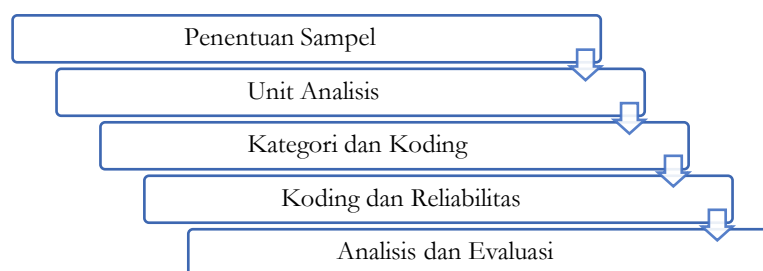 Penentuan Sampel
Unit Analisis
Kategori dan Koding
Koding dan Reliabilitas
Analisis dan Evaluasi